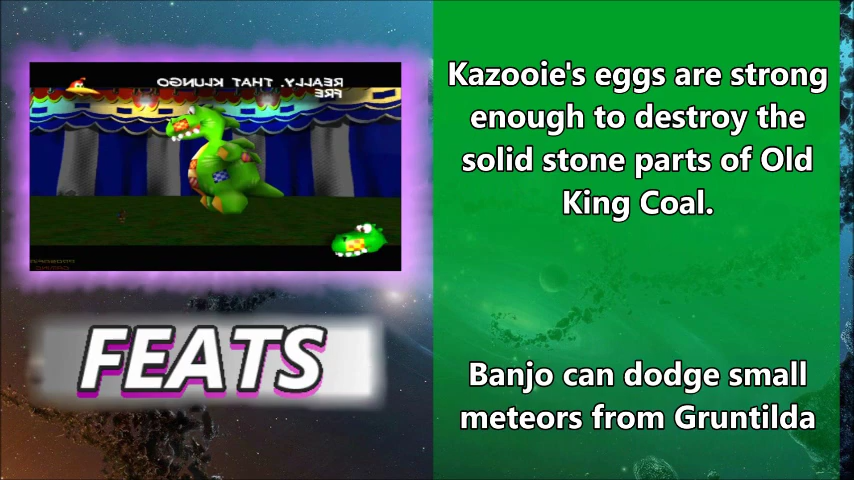 REALLY, THAT KLUNGO
FRE
FEATS
Kazooie's eggs are strong
enough to destroy the
solid stone parts of Old
King Coal.
Banjo can dodge small
meteors from Gruntilda